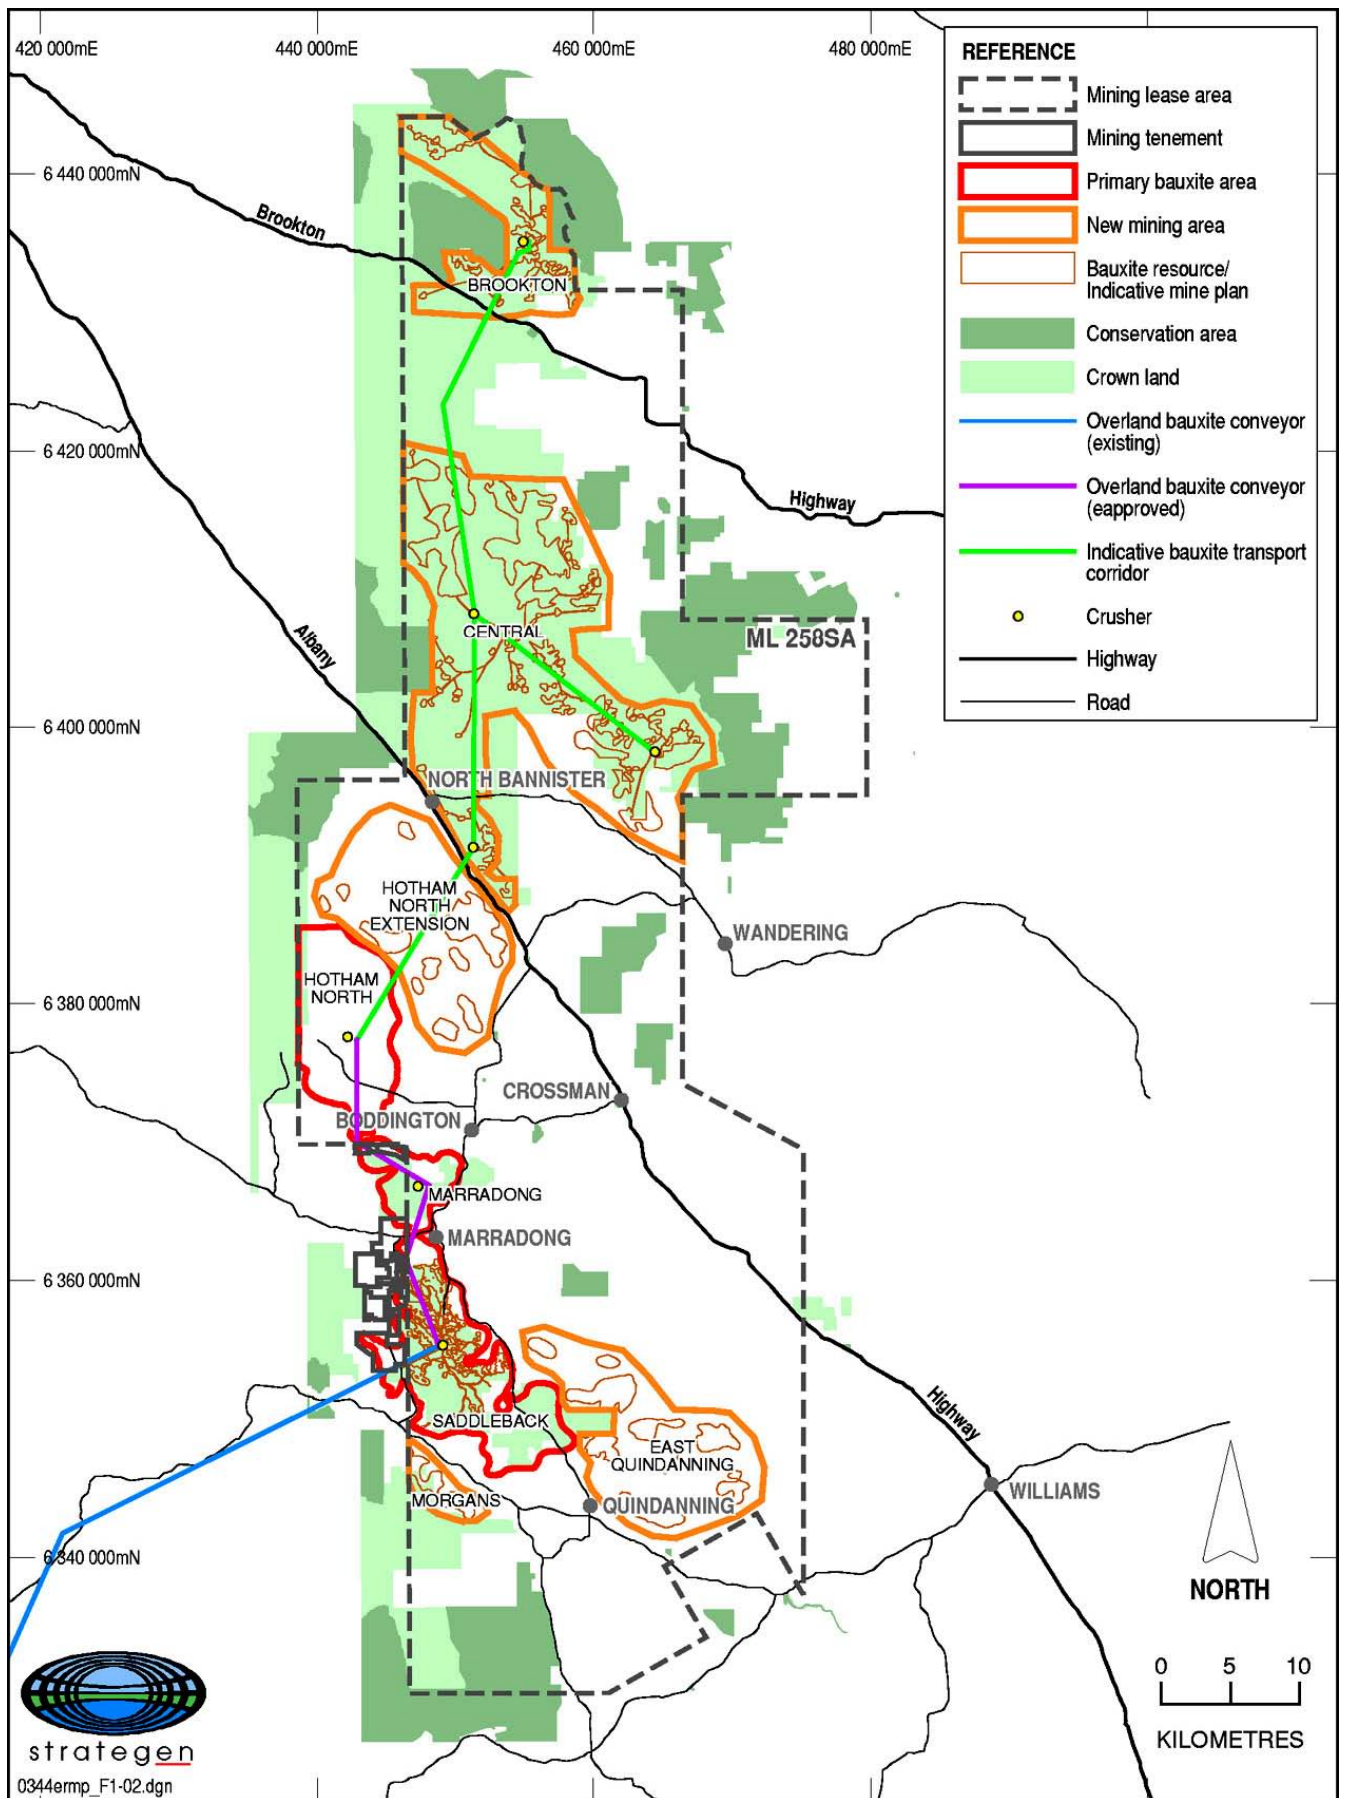 420 000mE
440 000mE
460 000mE
480 000mE
REFERENCE
Mining lease area
Mining tenement
Primary bauxite area
New mining area
Bauxite resource/
Indicative mine plan
Conservation area
Crown land
Overland bauxite conveyor
(existing)
Overland bauxite conveyor
(eapproved)
Indicative bauxite transport
corridor
Crusher
Highway
Road
6 440 000mN
Brookton
BROOKTON
6 420 000mN
Highway
CENTRAL
ML 258SA
Albany
6 400 000mN
NORTH BANNISTER
HOTHAM
NORTH
EXTENSION
WANDERING
HOTHAM
NORTH
6 380 000mN
CROSSMAN
BODDINGTON
MARRADONG
MARRADONG
6 360 000mN
SADDLEBACK
Highway
EAST
QUINDANNING
MORGANS
QUINDANNING
WILLIAMS
6 340 000mN
NORTH
0 5 10
KILOMETRES
strategen
0344ermp_F1-02.dgn